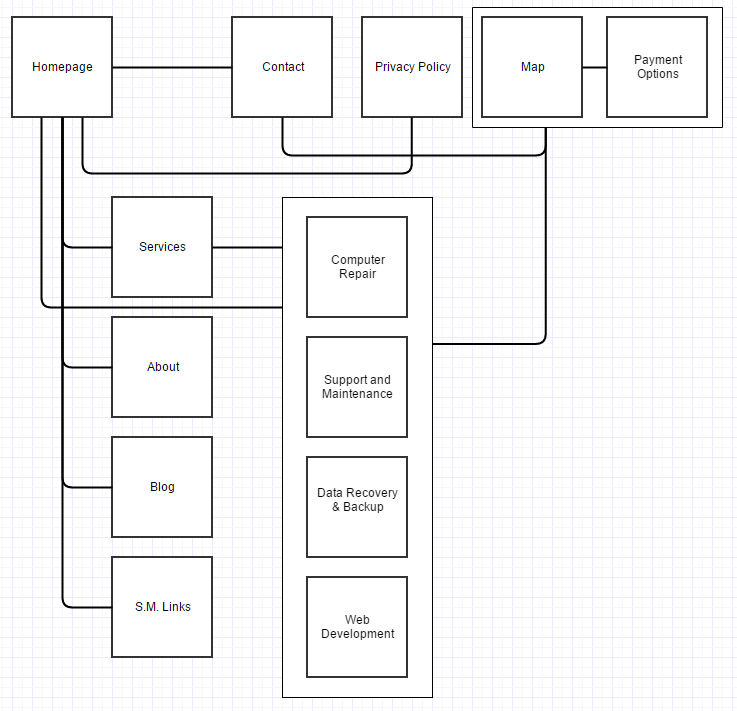 Homepage
Contact
Privacy Policy
Map
Payment
Options
Services
Computer
Repair
About
Support and
Maintenance
Blog
Data Recovery
& Backup
S.M. Links
Web
Development